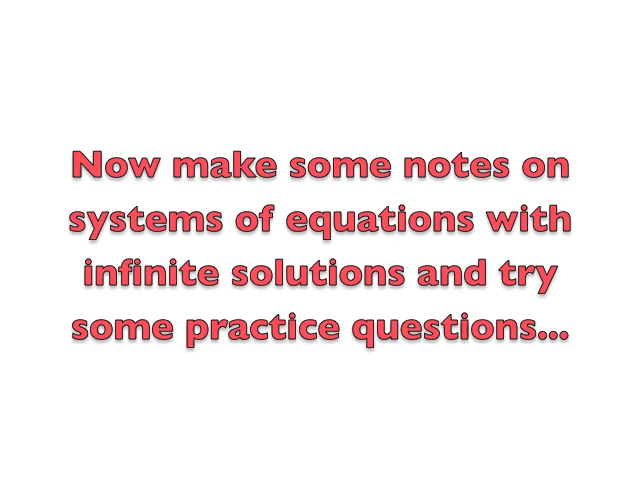 Now make some notes on
systems of equations with
infinite solutions and try
some practice questions...